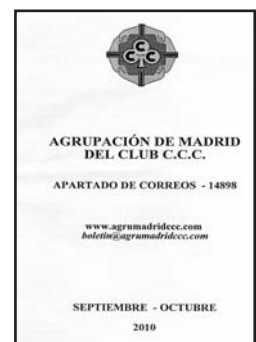 C C C
AGRUPACIÓN DE MADRID
DEL CLUB C.C.C.
APARTADO DE CORREOS - 14898
www.agrumadridccc.com
boletin@agrumadridccc.com
SEPTIEMBRE - OCTUBRE
2010